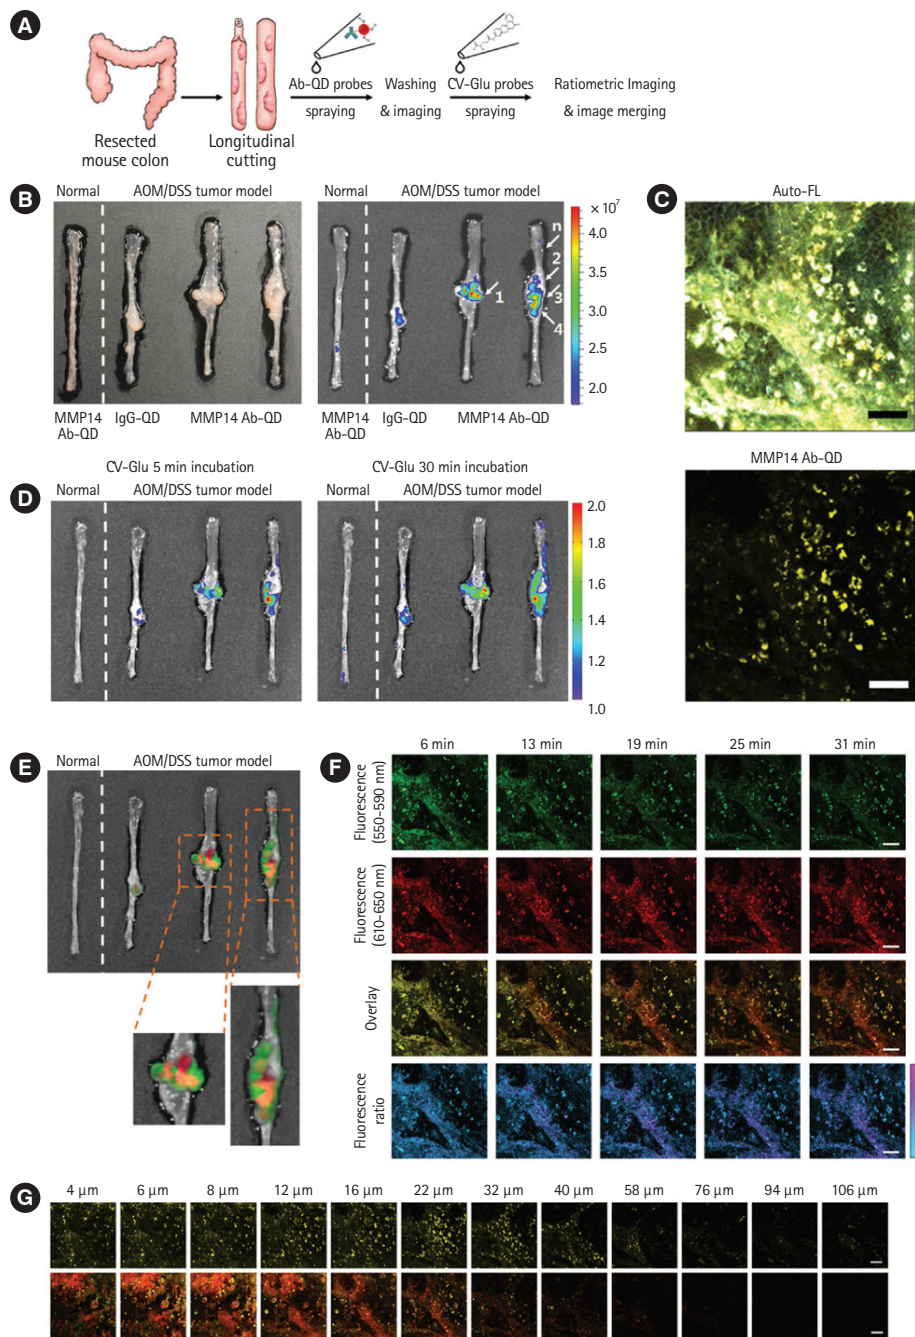 A
Resected
mouse colon
Longitudinal
cutting
Ab-QD probes
spraying
Washing
& imaging
CV-Glu probes
spraying
Ratiometric Imaging
& image merging
B
Normal
AOM/DSS tumor model
Normal
AOM/DSS tumor model
n
2
1
3
4
× 10⁷
4.0
3.5
3.0
2.5
2.0
MMP14
Ab-QD
IgG-QD
MMP14 Ab-QD
MMP14
Ab-QD
IgG-QD
MMP14 Ab-QD
C
Auto-FL
MMP14 Ab-QD
D
CV-Glu 5 min incubation
CV-Glu 30 min incubation
Normal
AOM/DSS tumor model
Normal
AOM/DSS tumor model
2.0
1.8
1.6
1.4
1.2
1.0
E
Normal
AOM/DSS tumor model
F
6 min
13 min
19 min
25 min
31 min
Fluorescence
(550–590 nm)
Fluorescence
(610–650 nm)
Overlay
Fluorescence
ratio
G
4 μm
6 μm
8 μm
12 μm
16 μm
22 μm
32 μm
40 μm
58 μm
76 μm
94 μm
106 μm